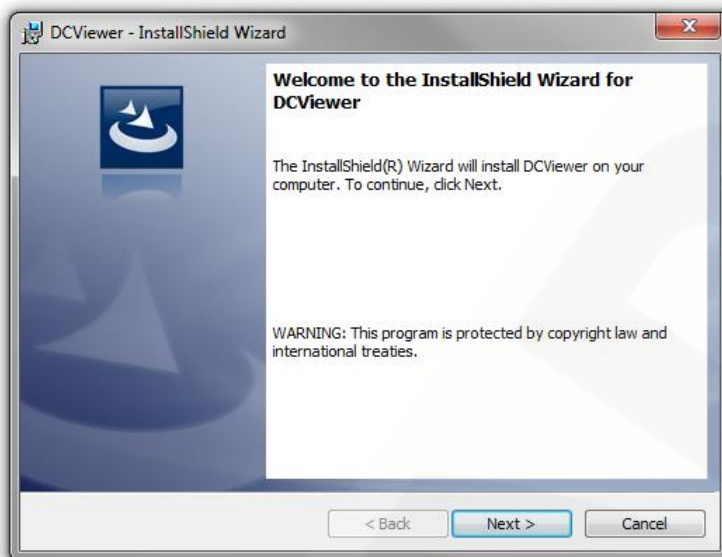 DCViewer - InstallShield Wizard
Welcome to the InstallShield Wizard for
DCViewer
The InstallShield(R) Wizard will install DCViewer on your
computer. To continue, click Next.
WARNING: This program is protected by copyright law and
international treaties.
< Back
Next >
Cancel